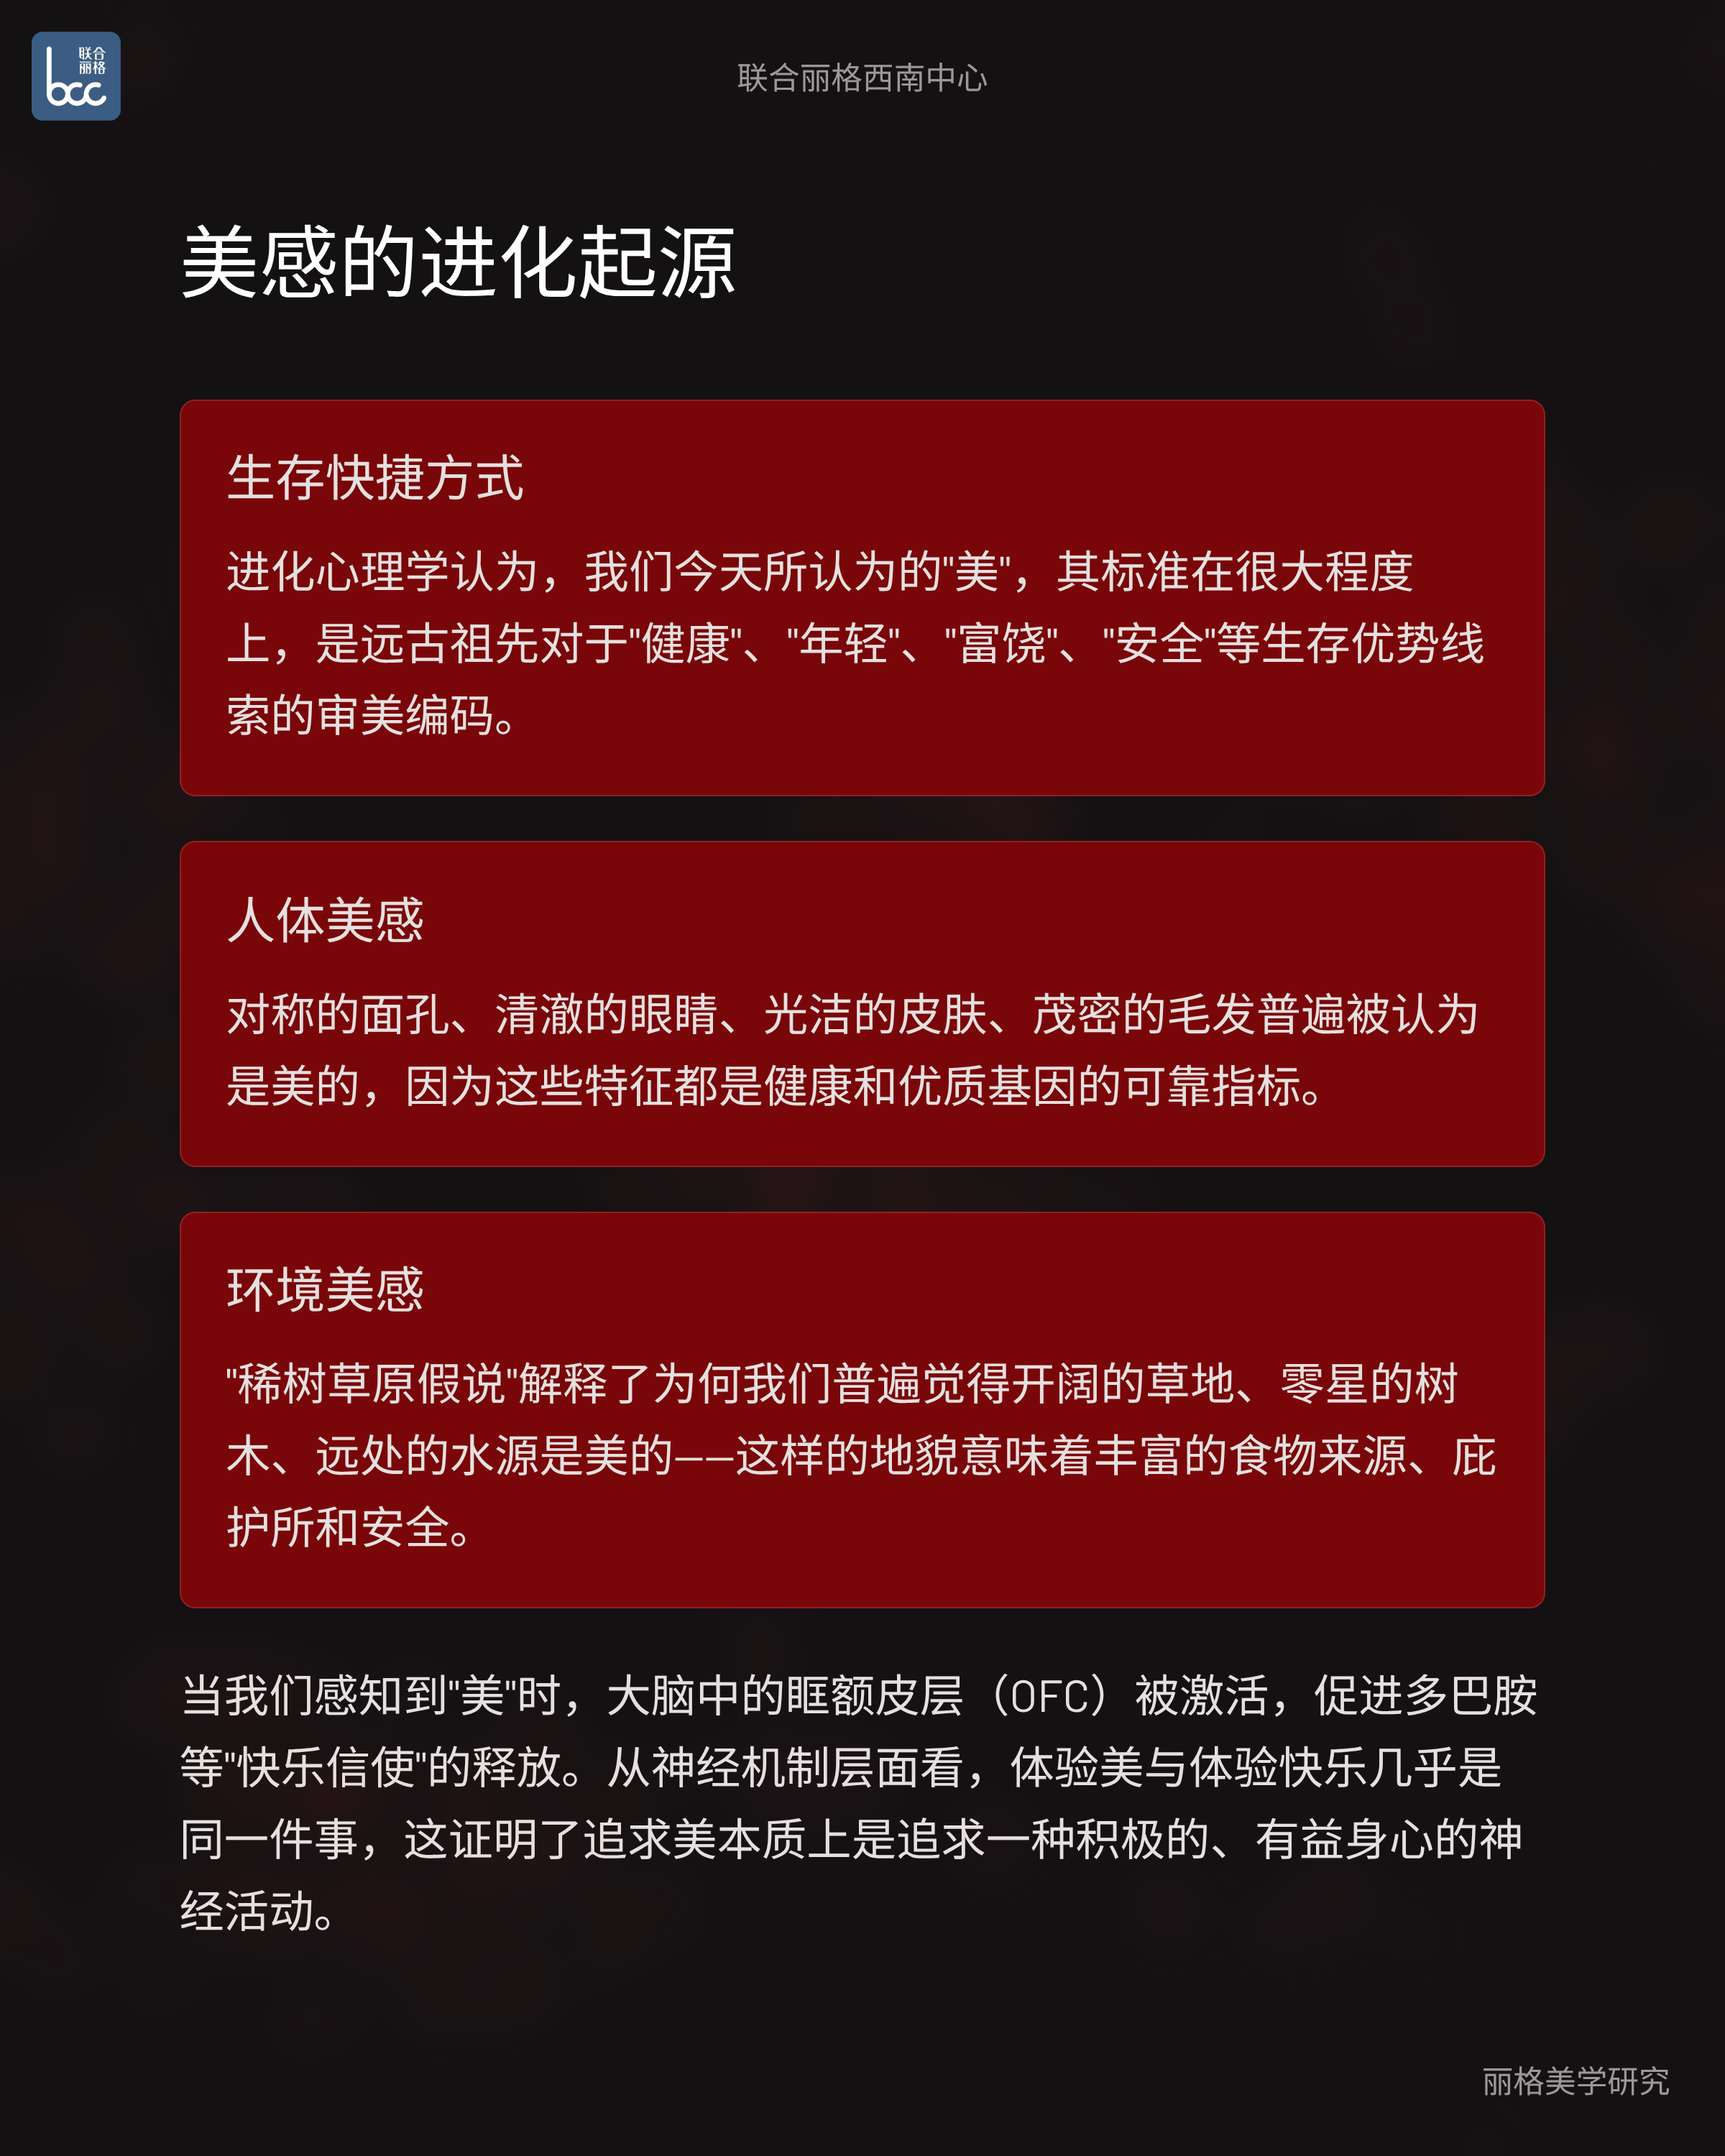 联合
丽格
bcc
联合丽格西南中心
美感的进化起源
生存快捷方式
进化心理学认为，我们今天所认为的"美"，其标准在很大程度
上，是远古祖先对于"健康"、"年轻"、"富饶"、"安全"等生存优势线
索的审美编码。
人体美感
对称的面孔、清澈的眼睛、光洁的皮肤、茂密的毛发普遍被认为
是美的，因为这些特征都是健康和优质基因的可靠指标。
环境美感
"稀树草原假说"解释了为何我们普遍觉得开阔的草地、零星的树
木、远处的水源是美的——这样的地貌意味着丰富的食物来源、庇
护所和安全。
当我们感知到"美"时，大脑中的眶额皮层（OFC）被激活，促进多巴胺
等"快乐信使"的释放。从神经机制层面看，体验美与体验快乐几乎是
同一件事，这证明了追求美本质上是追求一种积极的、有益身心的神
经活动。
丽格美学研究